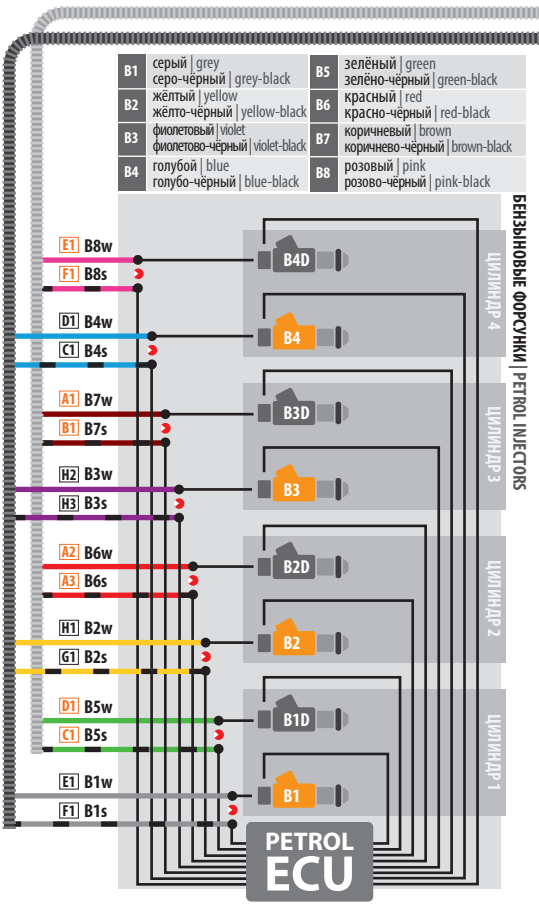 B1 серый | grey
серо-чёрный | grey-black
B2 жёлтый | yellow
жёлто-чёрный | yellow-black
B3 фиолетовый | violet
фиолетово-чёрный | violet-black
B4 голубой | blue
голубо-чёрный | blue-black
B5 зелёный | green
зелёно-чёрный | green-black
B6 красный | red
красно-чёрный | red-black
B7 коричневый | brown
коричнево-чёрный | brown-black
B8 розовый | pink
розово-чёрный | pink-black
БЕНЗЫНОВЫЕ ФОРСУНКИ | PETROL INJECTORS
E1 B8w
F1 B8s
B4D
ЦИЛИНДР 4
D1 B4w
C1 B4s
B4
A1 B7w
B1 B7s
B3D
ЦИЛИНДР 3
H2 B3w
H3 B3s
B3
A2 B6w
A3 B6s
B2D
ЦИЛИНДР 2
H1 B2w
G1 B2s
B2
D1 B5w
C1 B5s
B1D
ЦИЛИНДР 1
E1 B1w
F1 B1s
B1
PETROL
ECU